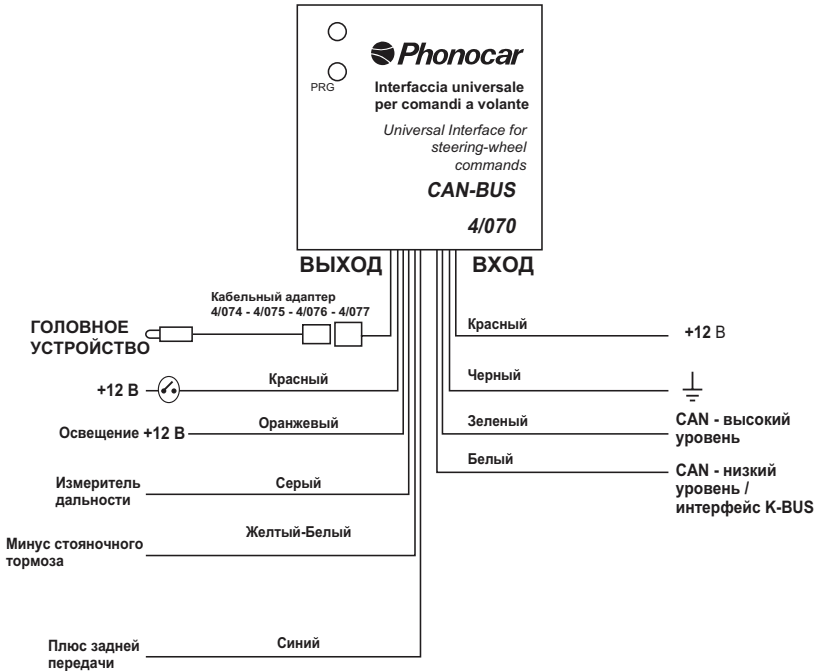 PRG
Phonocar
Interfaccia universale
per comandi a volante
Universal Interface for
steering-wheel
commands
CAN-BUS
4/070
ВЫХОД
ВХОД
Кабельный адаптер
4/074 - 4/075 - 4/076 - 4/077
ГОЛОВНОЕ
УСТРОЙСТВО
+12 В
Красный
Освещение +12 В
Оранжевый
Измеритель
дальности
Серый
Минус стояночного
тормоза
Желтый-Белый
Плюс задней
передачи
Синий
Красный
+12 В
Черный
Зеленый
CAN - высокий
уровень
Белый
CAN - низкий
уровень /
интерфейс K-BUS